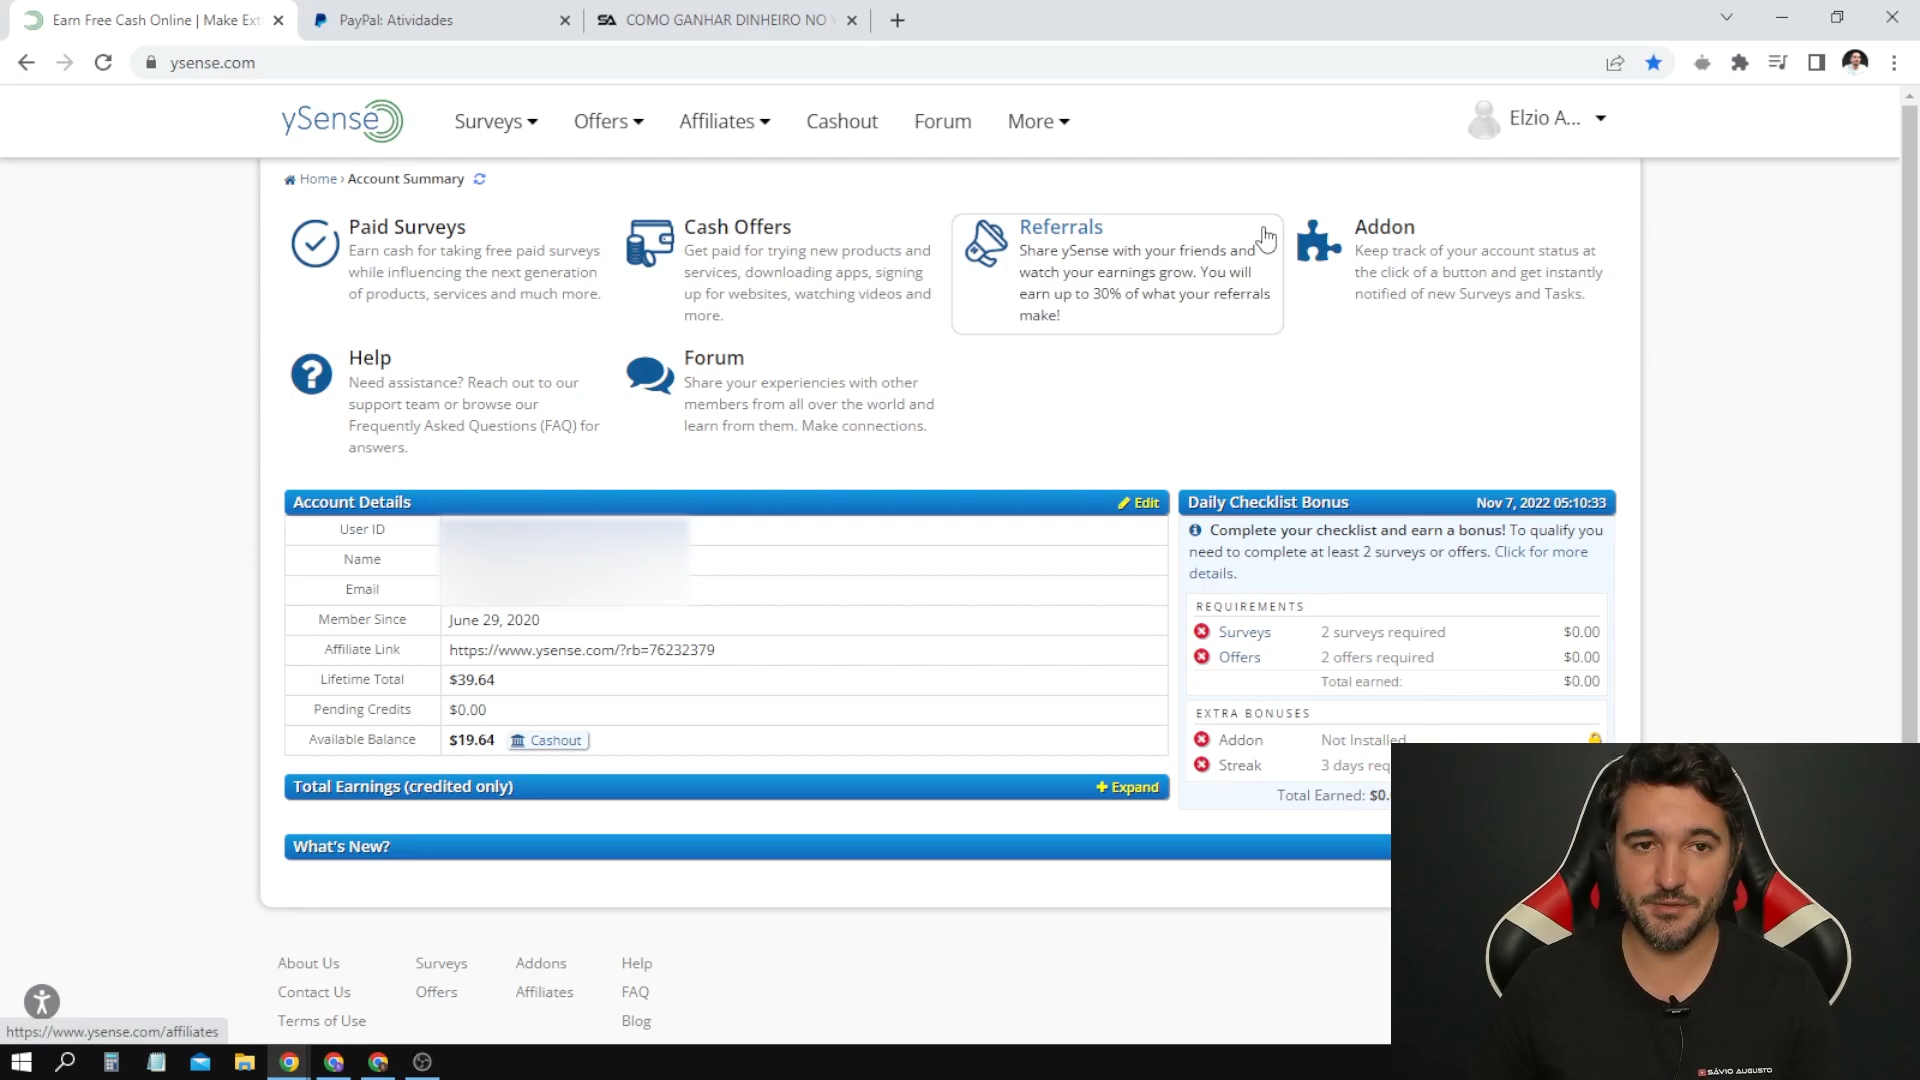 Earn Free Cash Online | Make Ext
PayPal: Atividades
SA COMO GANHAR DINHEIRO NO
ysense.com
ySense
Surveys
Offers
Affiliates
Cashout
Forum
More
Elzio A...
Home › Account Summary
Paid Surveys
Earn cash for taking free paid surveys
while influencing the next generation
of products, services and much more.
Cash Offers
Get paid for trying new products and
services, downloading apps, signing
up for websites, watching videos and
more.
Referrals
Share ySense with your friends and
watch your earnings grow. You will
earn up to 30% of what your referrals
make!
Addon
Keep track of your account status at
the click of a button and get instantly
notified of new Surveys and Tasks.
Help
Need assistance? Reach out to our
support team or browse our
Frequently Asked Questions (FAQ) for
answers.
Forum
Share your experiencies with other
members from all over the world and
learn from them. Make connections.
Account Details
Edit
User ID
Name
Email
Member Since June 29, 2020
Affiliate Link https://www.ysense.com/?rb=76232379
Lifetime Total $39.64
Pending Credits $0.00
Available Balance $19.64 Cashout
Total Earnings (credited only)
+ Expand
What's New?
Daily Checklist Bonus
Nov 7, 2022 05:10:33
Complete your checklist and earn a bonus! To qualify you
need to complete at least 2 surveys or offers. Click for more
details.
REQUIREMENTS
Surveys 2 surveys required $0.00
Offers 2 offers required $0.00
Total earned: $0.00
EXTRA BONUSES
Addon Not Installed
Streak 3 days req
Total Earned: $0.
About Us
Surveys
Addons
Help
Contact Us
Offers
Affiliates
FAQ
Terms of Use
Blog
https://www.ysense.com/affiliates
SÁVIO AUGUSTO